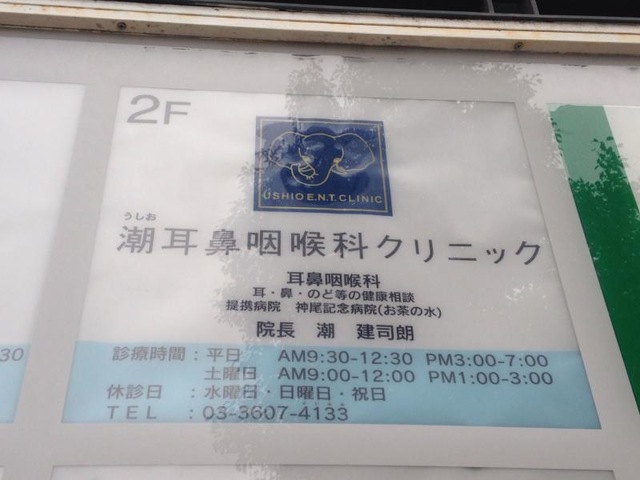 2F
USHIO E.N.T. CLINIC
うしお
潮耳鼻咽喉科クリニック
耳鼻咽喉科
耳・鼻・のど等の健康相談
提携病院 神尾記念病院(お茶の水)
院長 潮 建司朗
診療時間：平日 AM9:30-12:30 PM3:00-7:00
土曜日 AM9:00-12:00 PM1:00-3:00
休診日：水曜日・日曜日・祝日
TEL：03-3607-4133
30